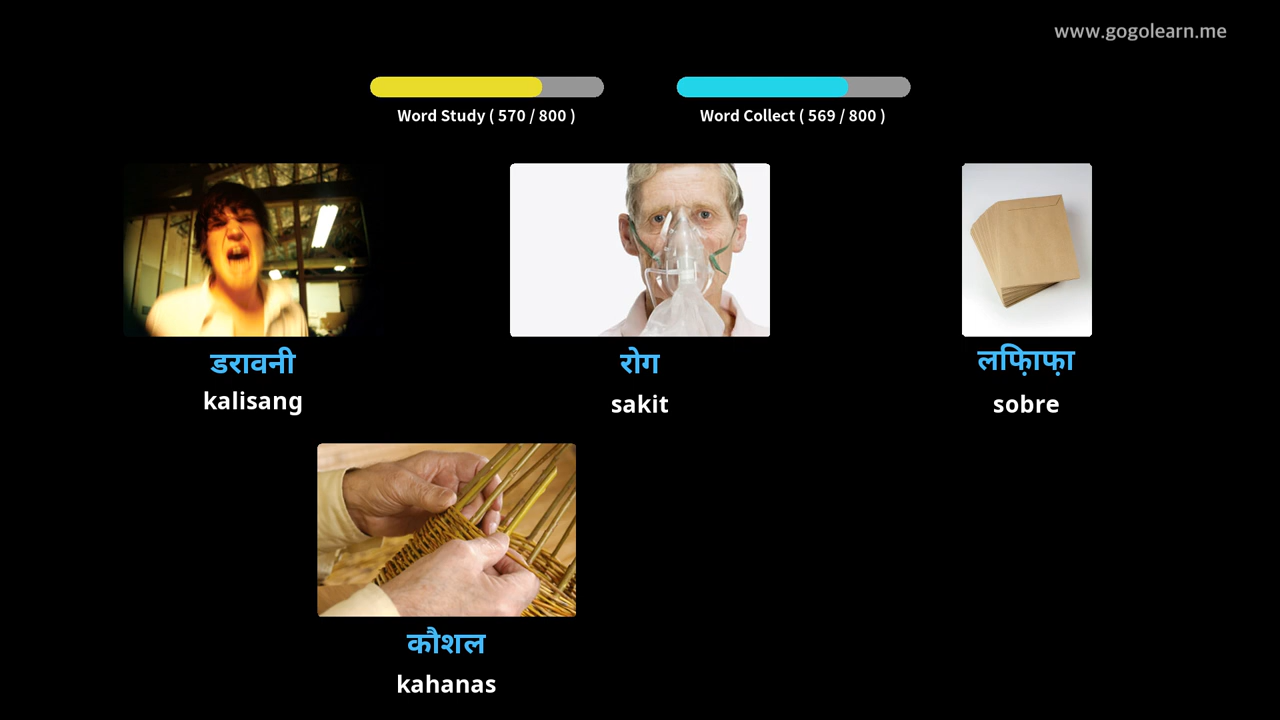 www.gogolearn.me
Word Study ( 570 / 800 )
Word Collect ( 569 / 800 )
डरावनी
kalisang
रोग
sakit
लफ़िाफ़ा
sobre
कौशल
kahanas